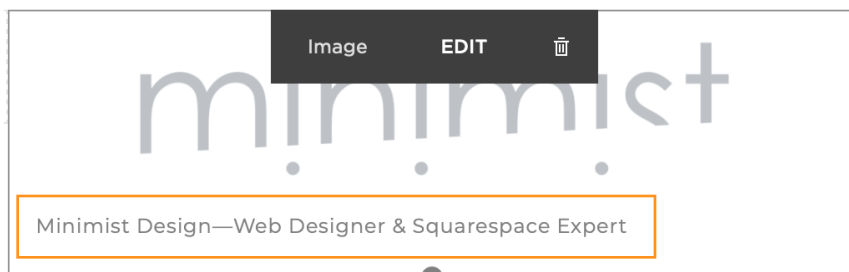 Image EDIT
minimist
Minimist Design—Web Designer & Squarespace Expert